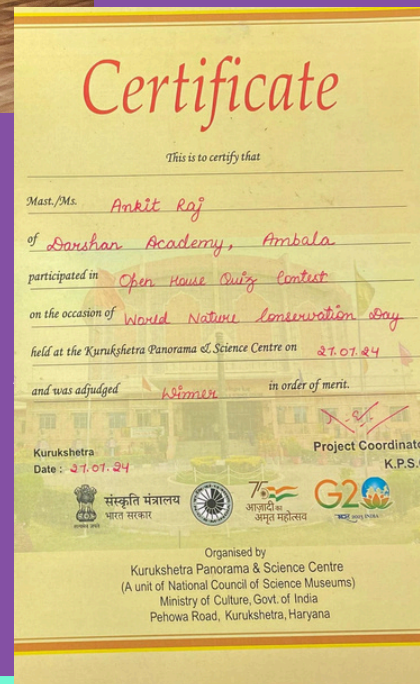 Certificate
This is to certify that
Mast./Ms. Ankit Raj
of Darshan Academy, Ambala
participated in Open House Quiz Contest
on the occasion of World Nature Conservation Day
held at the Kurukshetra Panorama & Science Centre on 27.07.24
and was adjudged Winner in order of merit.
Project Coordinato
Kurukshetra
K.P.S.
Date : 27.07.24
संस्कृति मंत्रालय
भारत सरकार
75
आज़ादी का
अमृत महोत्सव
G20
Organised by
Kurukshetra Panorama & Science Centre
(A unit of National Council of Science Museums)
Ministry of Culture, Govt. of India
Pehowa Road, Kurukshetra, Haryana